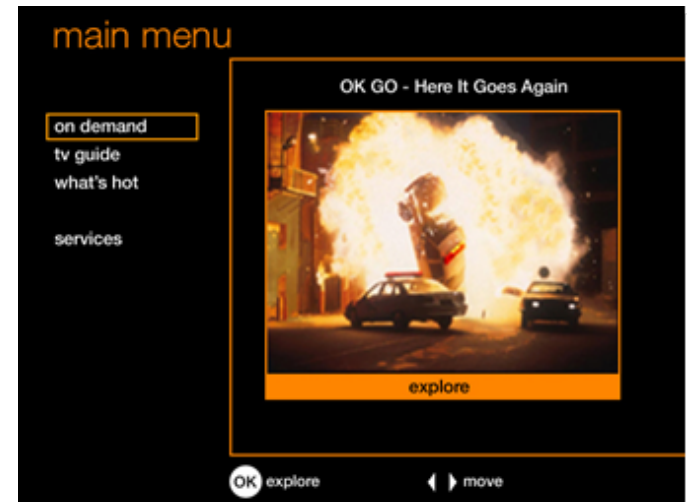 main menu
OK GO - Here It Goes Again
on demand
tv guide
what's hot
services
explore
OK explore
move